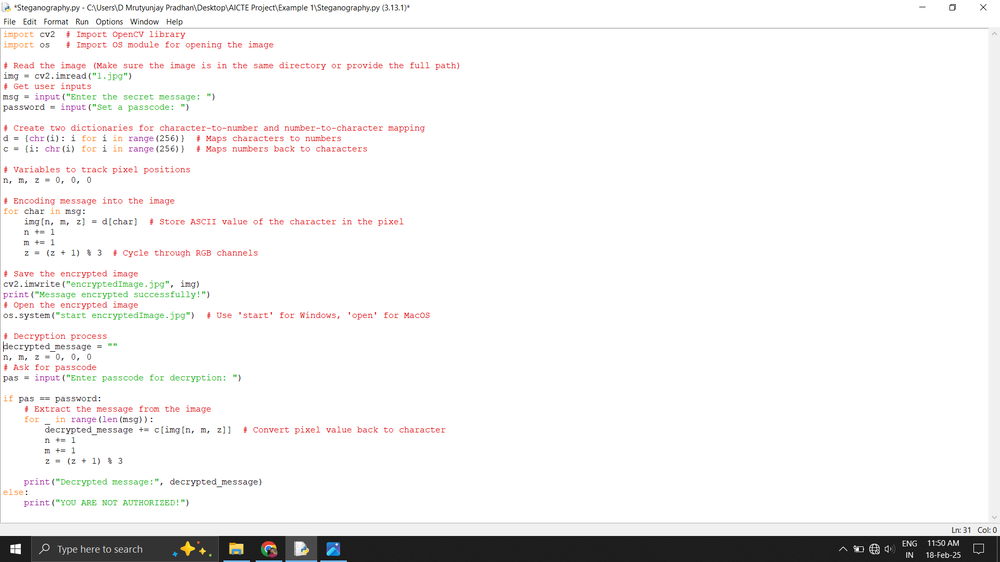 *Steganography.py - C:\Users\D Mrutyunjay Pradhan\Desktop\AICTE Project\Example 1\Steganography.py (3.13.1)*
File Edit Format Run Options Window Help
import cv2  # Import OpenCV library
import os   # Import OS module for opening the image

# Read the image (Make sure the image is in the same directory or provide the full path)
img = cv2.imread("1.jpg")
# Get user inputs
msg = input("Enter the secret message: ")
password = input("Set a passcode: ")

# Create two dictionaries for character-to-number and number-to-character mapping
d = {chr(i): i for i in range(256)}  # Maps characters to numbers
c = {i: chr(i) for i in range(256)}  # Maps numbers back to characters

# Variables to track pixel positions
n, m, z = 0, 0, 0

# Encoding message into the image
for char in msg:
    img[n, m, z] = d[char]  # Store ASCII value of the character in the pixel
    n += 1
    m += 1
    z = (z + 1) % 3  # Cycle through RGB channels

# Save the encrypted image
cv2.imwrite("encryptedImage.jpg", img)
print("Message encrypted successfully!")
# Open the encrypted image
os.system("start encryptedImage.jpg")  # Use 'start' for Windows, 'open' for MacOS

# Decryption process
decrypted_message = ""
n, m, z = 0, 0, 0
# Ask for passcode
pas = input("Enter passcode for decryption: ")

if pas == password:
    # Extract the message from the image
    for _ in range(len(msg)):
        decrypted_message += c[img[n, m, z]]  # Convert pixel value back to character
        n += 1
        m += 1
        z = (z + 1) % 3

    print("Decrypted message:", decrypted_message)
else:
    print("YOU ARE NOT AUTHORIZED!")
Ln: 31 Col: 0
Type here to search
ENG
IN
11:50 AM
18-Feb-25